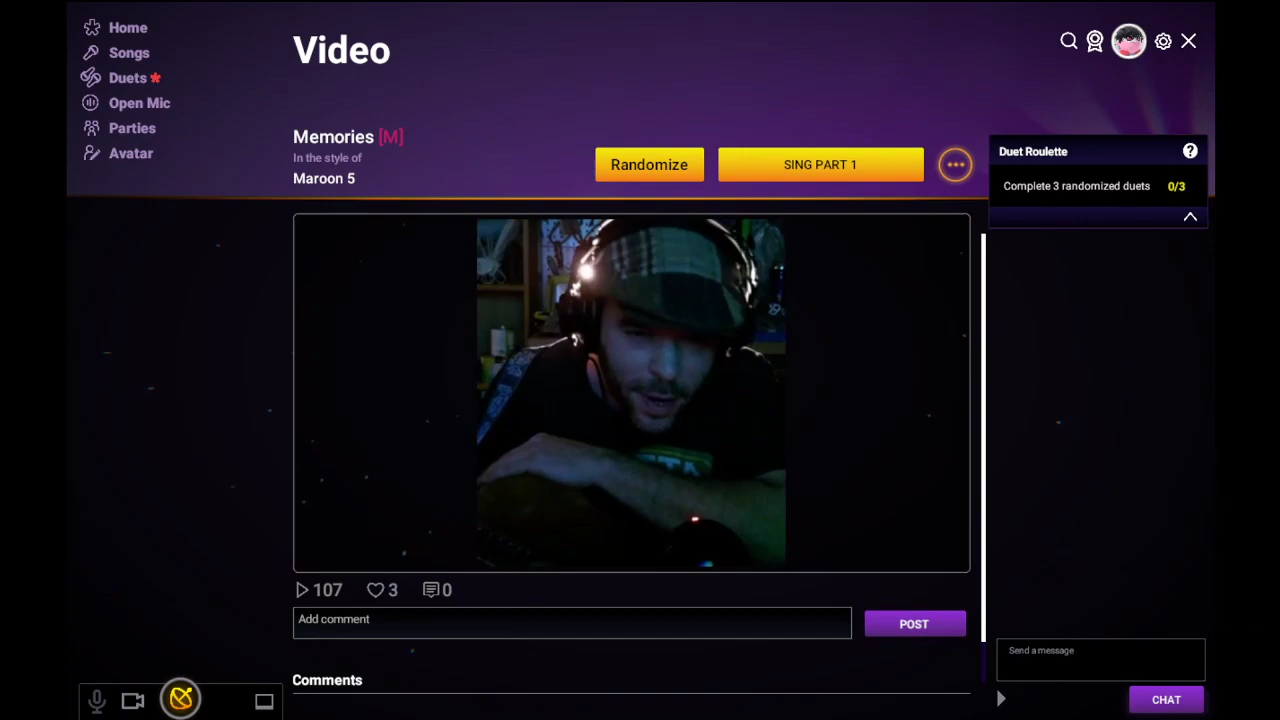 Home
Songs
Duets *
Open Mic
Parties
Avatar
Video
Memories [M]
In the style of
Maroon 5
Randomize
SING PART 1
Duet Roulette
?
Complete 3 randomized duets 0/3
107 3 0
Add comment
POST
Comments
Send a message
CHAT